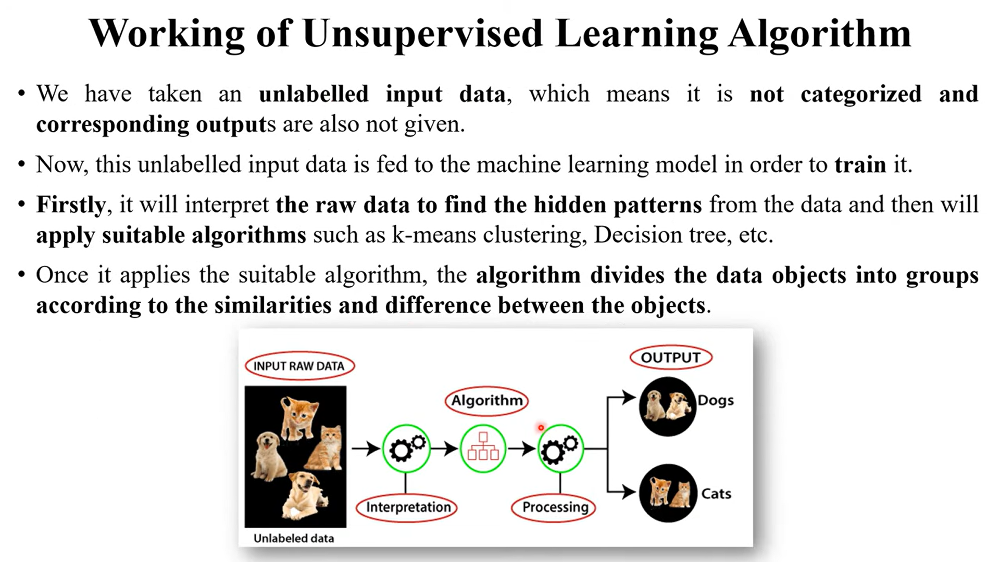 Working of Unsupervised Learning Algorithm
• We have taken an unlabelled input data, which means it is not categorized and
corresponding outputs are also not given.
• Now, this unlabelled input data is fed to the machine learning model in order to train it.
• Firstly, it will interpret the raw data to find the hidden patterns from the data and then will
apply suitable algorithms such as k-means clustering, Decision tree, etc.
• Once it applies the suitable algorithm, the algorithm divides the data objects into groups
according to the similarities and difference between the objects.
INPUT RAW DATA
OUTPUT
Algorithm
Dogs
Cats
Interpretation
Processing
Unlabeled data